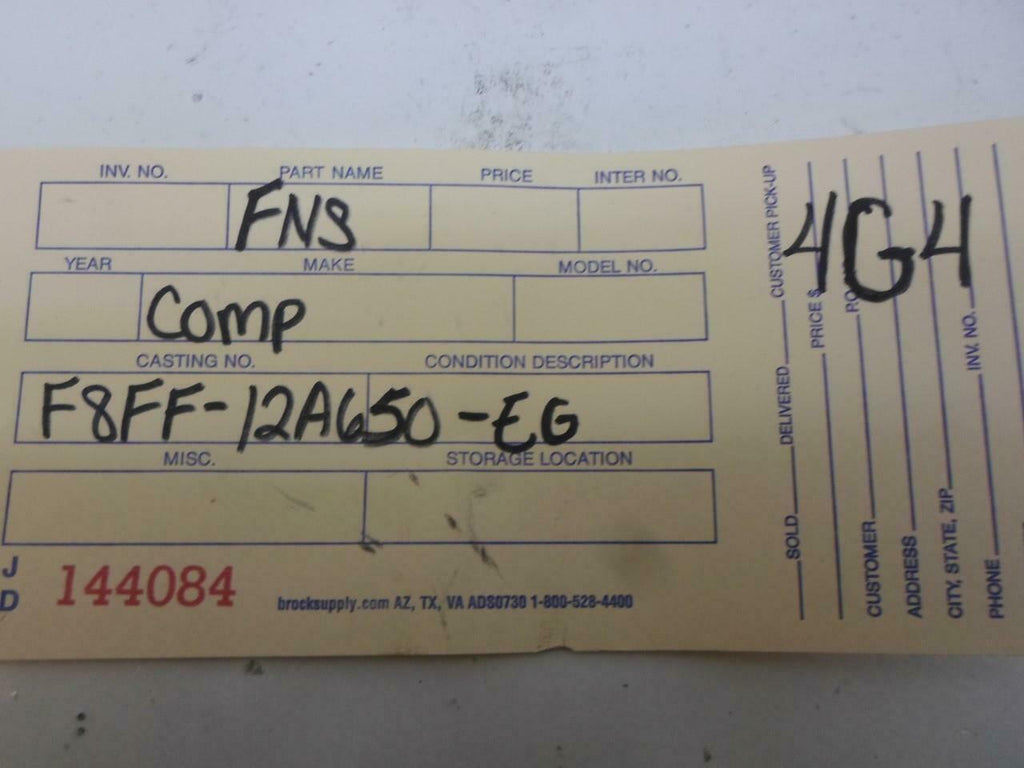 INV. NO. PART NAME PRICE INTER NO.
FNS
YEAR MAKE MODEL NO.
Comp
CASTING NO. CONDITION DESCRIPTION
F8FF-12A650-EG
MISC. STORAGE LOCATION
J
D
144084
brocksupply.com AZ, TX, VA ADS0730 1-800-528-4400
4G4
SOLD DELIVERED CUSTOMER PICK-UP
PRICE $
CUSTOMER P.O.
ADDRESS
CITY, STATE, ZIP
PHONE INV. NO.